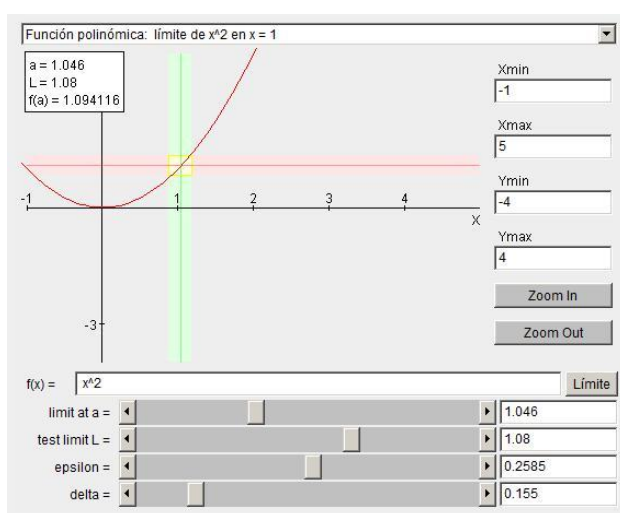 Función polinómica: límite de x^2 en x = 1
a = 1.046
L = 1.08
f(a) = 1.094116
-1 1 2 3 4
X
-3
Xmin
-1
Xmax
5
Ymin
-4
Ymax
4
Zoom In
Zoom Out
f(x) = x^2 Límite
limit at a = 1.046
test limit L = 1.08
epsilon = 0.2585
delta = 0.155